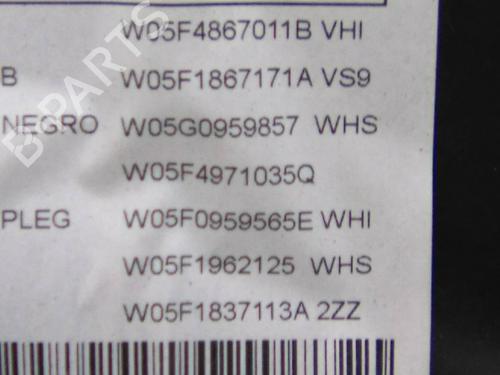 W05F4867011B VHI
B W05F1867171A VS9
NEGRO W05G0959857 WHS
W05F4971035Q
PLEG W05F0959565E WHI
W05F1962125 WHS
W05F1837113A 2ZZ
B PARTS